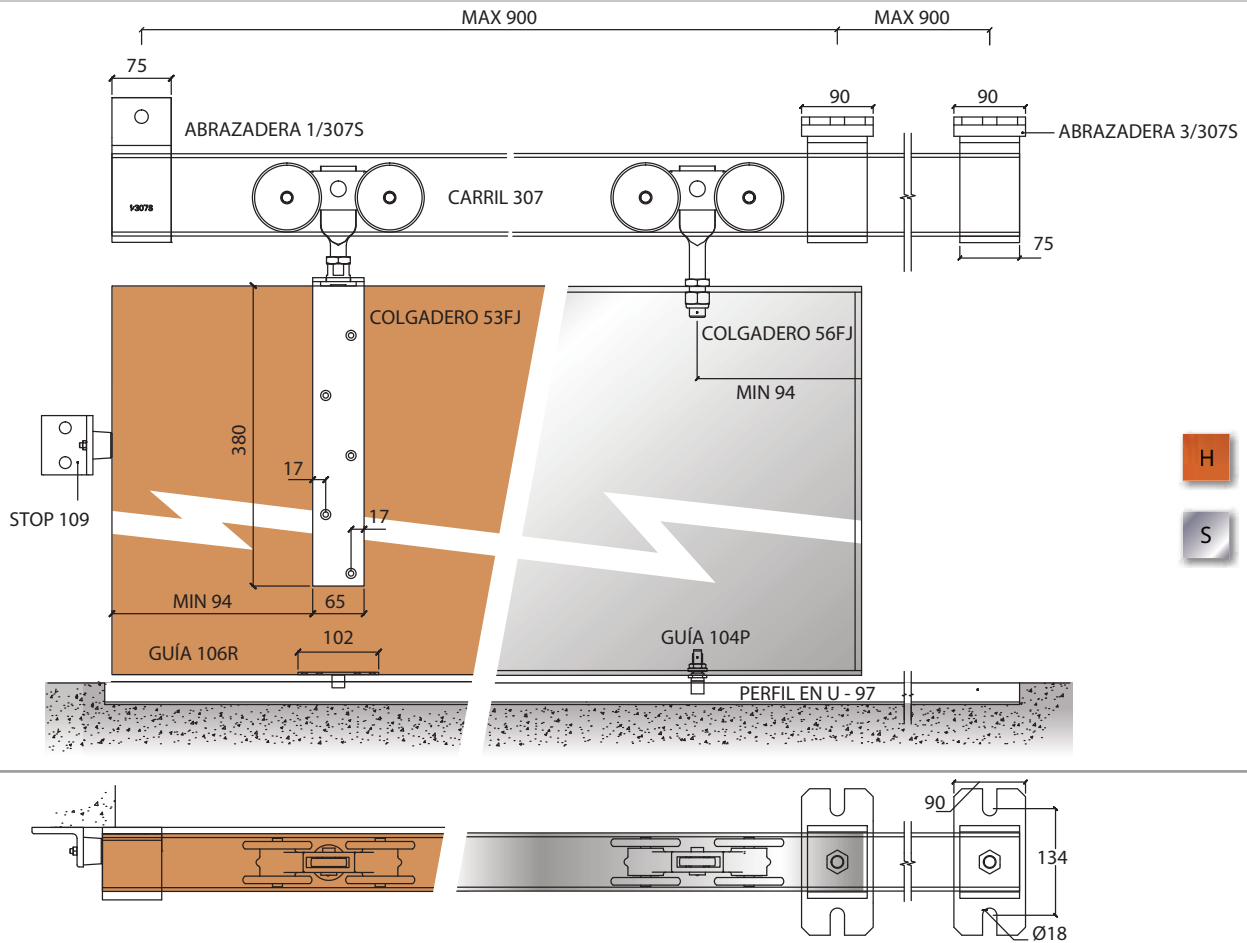 MAX 900
MAX 900
75
90
90
ABRAZADERA 1/307S
ABRAZADERA 3/307S
CARRIL 307
1/307S
75
COLGADERO 53FJ
COLGADERO 56FJ
MIN 94
380
17
H
STOP 109
17
S
MIN 94
65
102
GUÍA 106R
GUÍA 104P
PERFIL EN U - 97
90
134
Ø18